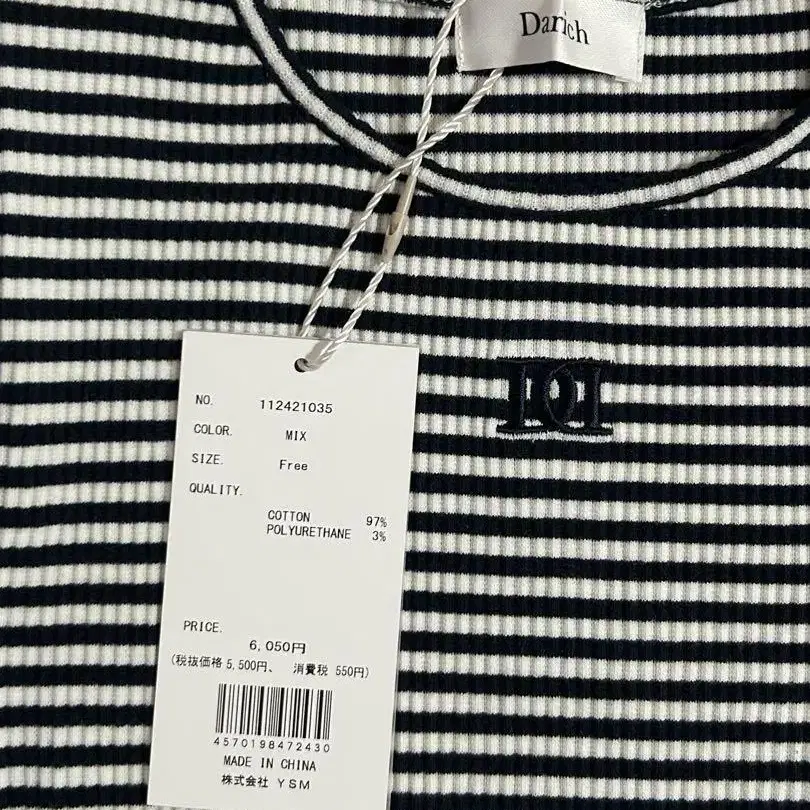 Darich
NO. 112421035
COLOR. MIX
SIZE. Free
QUALITY.
COTTON 97%
POLYURETHANE 3%
PRICE.
6,050円
(税抜価格 5,500円、 消費税 550円)
4570198472430
MADE IN CHINA
株式会社 YSM